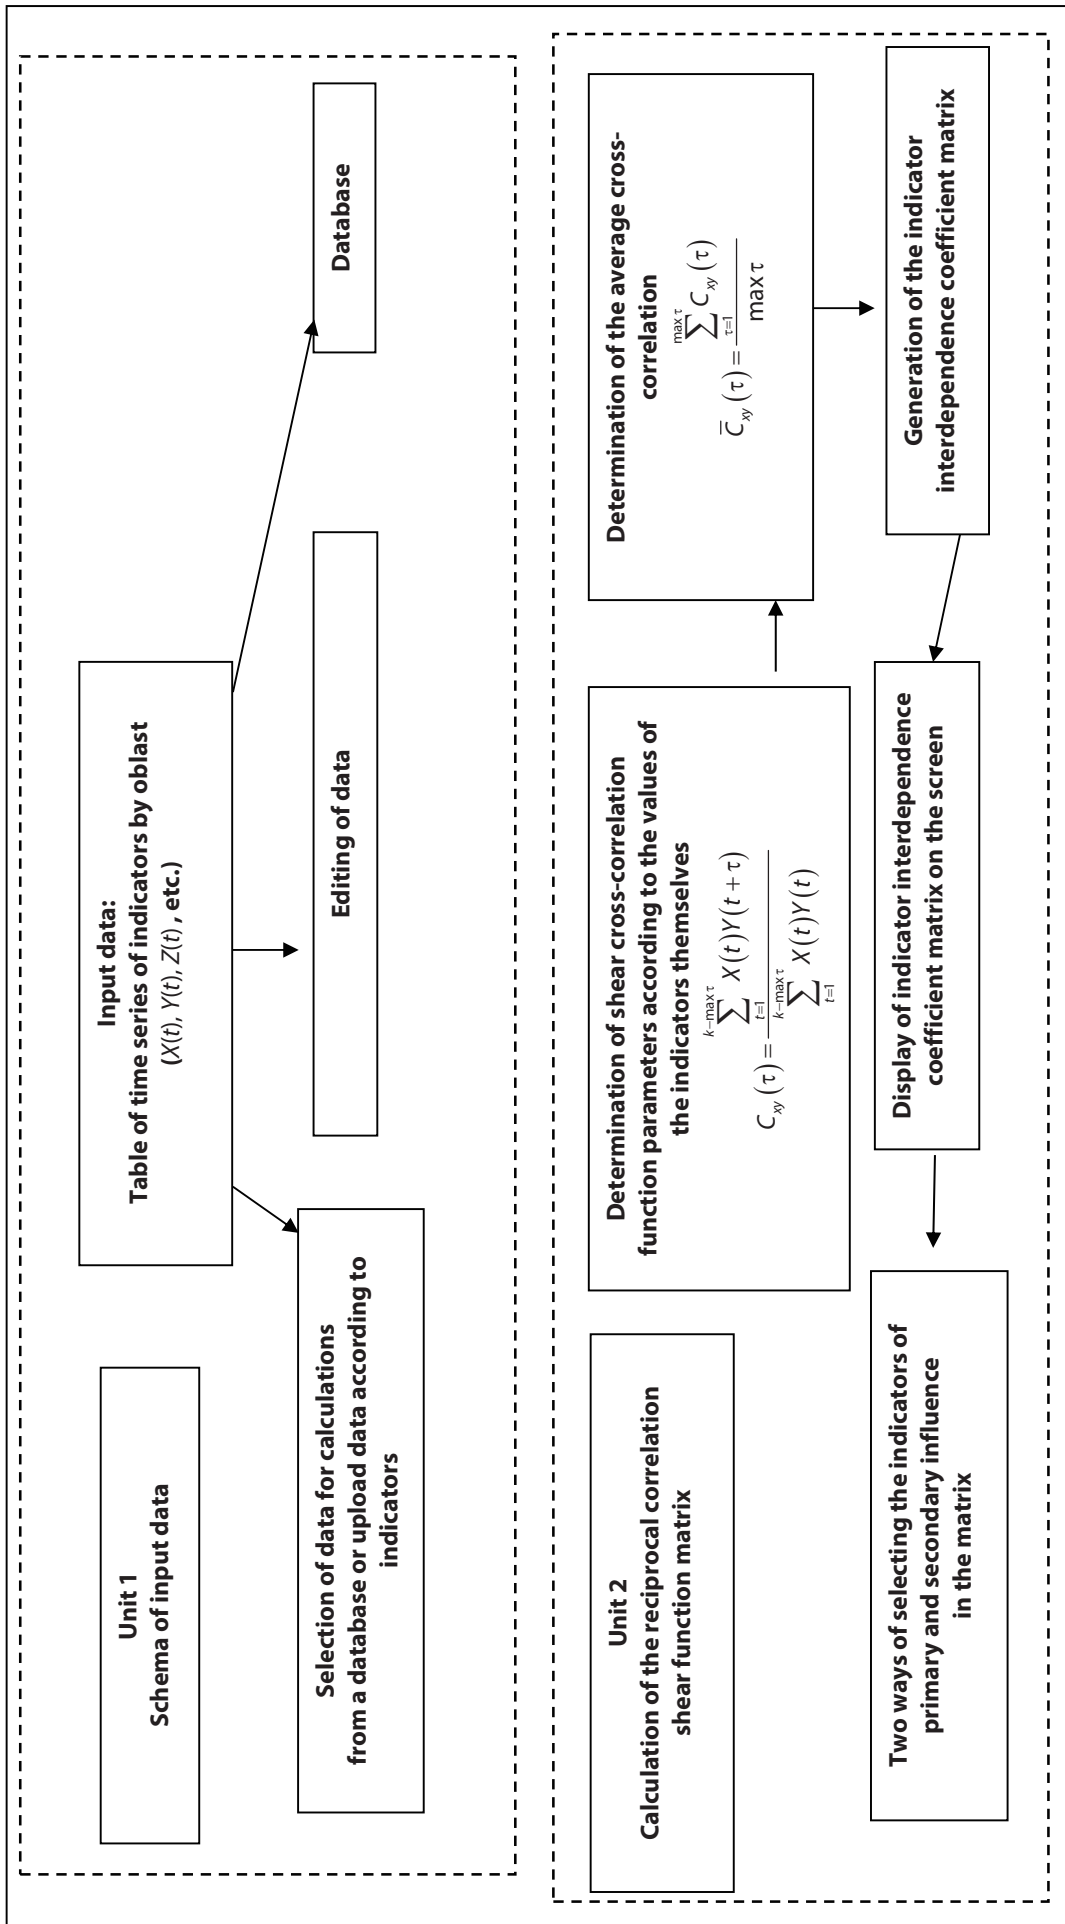 Unit 1
Schema of input data
Input data:
Table of time series of indicators by oblast
(X(t), Y(t), Z(t) , etc.)
Selection of data for calculations
from a database or upload data according to
indicators
Editing of data
Database
Unit 2
Calculation of the reciprocal correlation
shear function matrix
Determination of shear cross-correlation
function parameters according to the values of
the indicators themselves
k−max τ
∑ X(t)Y(t + τ)
t=1
C_xy (τ) =
k−max τ
∑ X(t)Y(t)
t=1
Determination of the average cross-
correlation
max τ
∑ C_xy (τ)
τ=1
C̅_xy (τ) =
max τ
Two ways of selecting the indicators of
primary and secondary influence
in the matrix
Display of indicator interdependence
coefficient matrix on the screen
Generation of the indicator
interdependence coefficient matrix